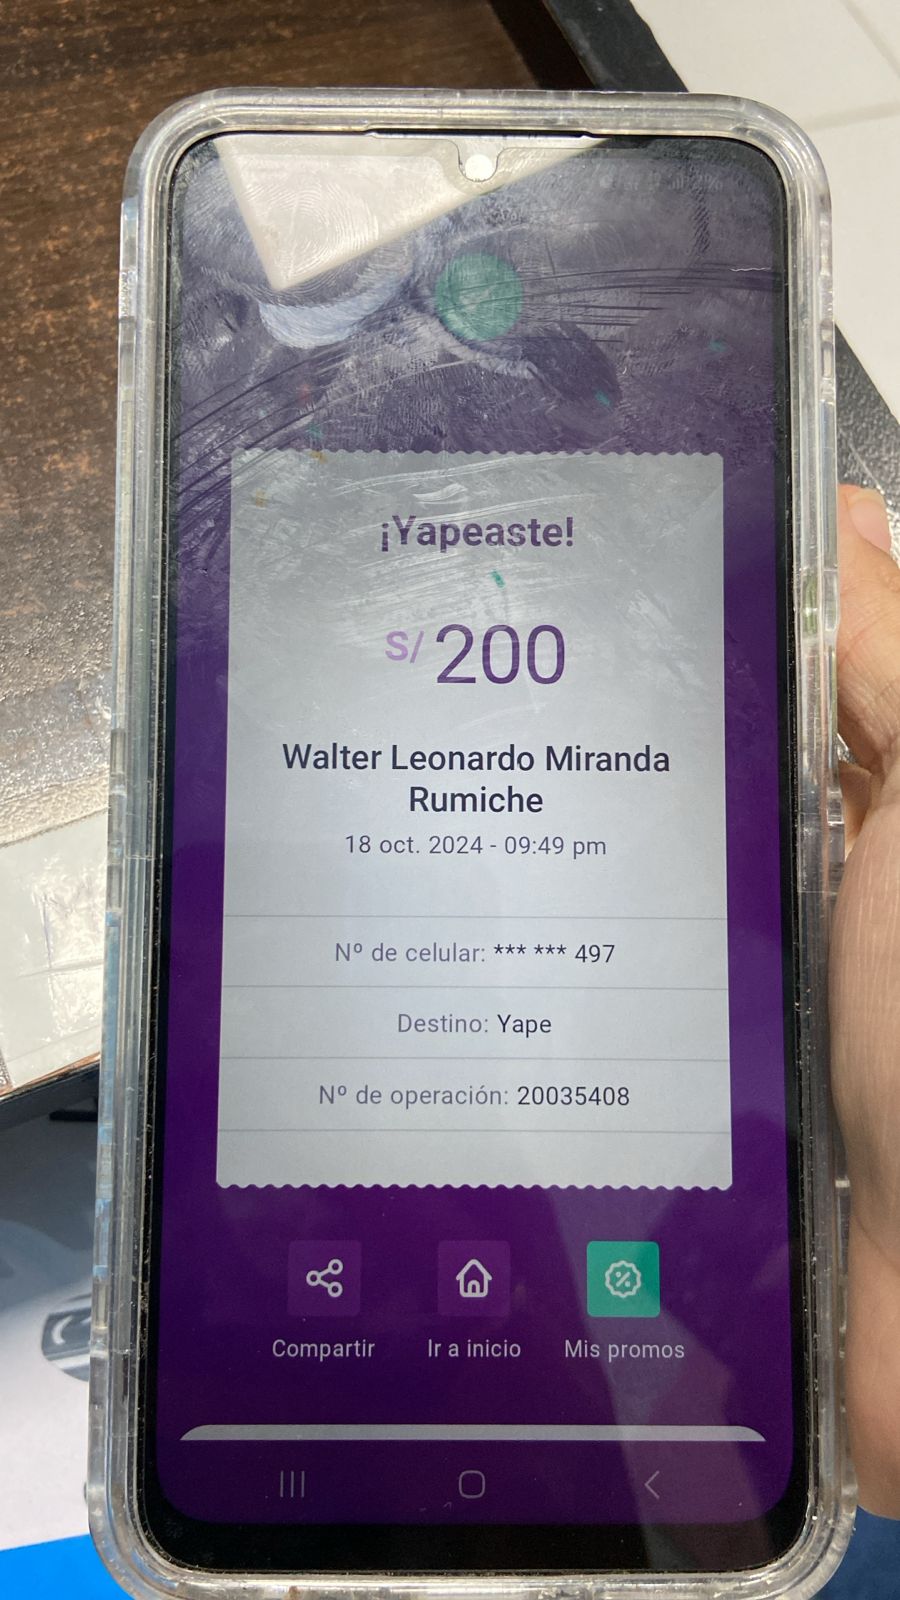 ¡Yapeaste!
S/ 200
Walter Leonardo Miranda
Rumiche
18 oct. 2024 - 09:49 pm
Nº de celular: *** *** 497
Destino: Yape
Nº de operación: 20035408
Compartir
Ir a inicio
Mis promos